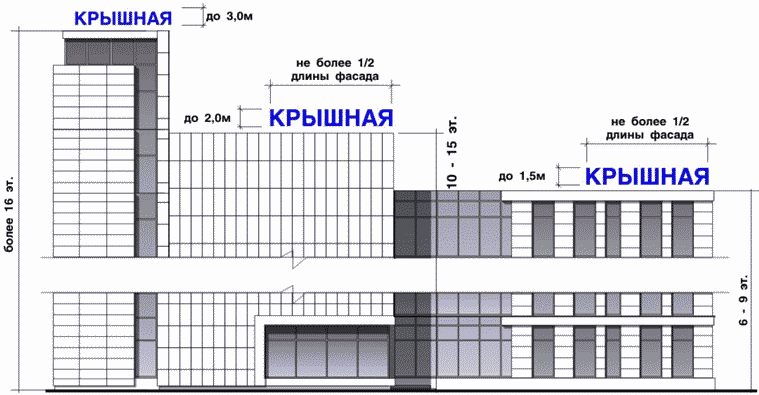 КРЫШНАЯ
до 3,0м
не более 1/2
длины фасада
до 2,0м
КРЫШНАЯ
не более 1/2
длины фасада
до 1,5м
КРЫШНАЯ
более 16 эт.
10 - 15 эт.
6 - 9 эт.